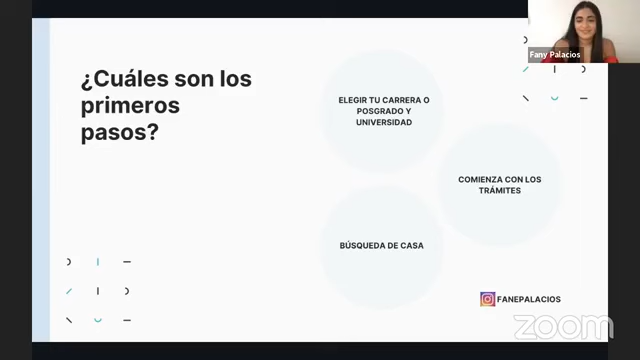 Fany Palacios
¿Cuáles son los
primeros
pasos?
ELEGIR TU CARRERA O
POSGRADO Y
UNIVERSIDAD
COMIENZA CON LOS
TRÁMITES
BÚSQUEDA DE CASA
FANEPALACIOS
zoom